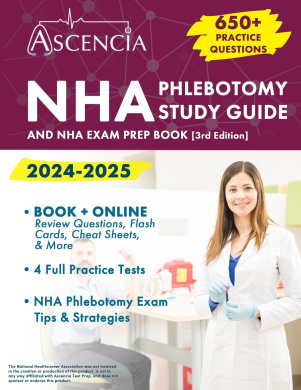 ASCENCIA
650+
PRACTICE
QUESTIONS
NHA PHLEBOTOMY
STUDY GUIDE
AND NHA EXAM PREP BOOK [3rd Edition]
2024-2025
• BOOK + ONLINE
Review Questions, Flash
Cards, Cheat Sheets,
& More
• 4 Full Practice Tests
• NHA Phlebotomy Exam
Tips & Strategies
The National Healthcareer Association was not involved
in the creation or production of this product, is not in
any way affiliated with Ascencia Test Prep, and does not
sponsor or endorse this product.